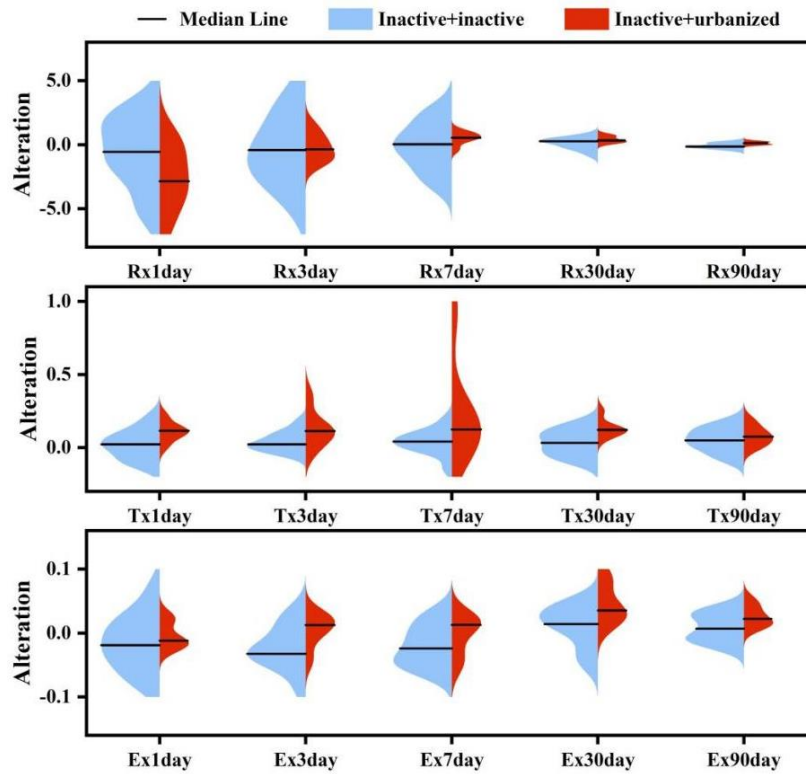 Median Line Inactive+inactive Inactive+urbanized
Alteration
5.0
0.0
-5.0
Rx1day Rx3day Rx7day Rx30day Rx90day
Alteration
1.0
0.5
0.0
Tx1day Tx3day Tx7day Tx30day Tx90day
Alteration
0.1
0.0
-0.1
Ex1day Ex3day Ex7day Ex30day Ex90day